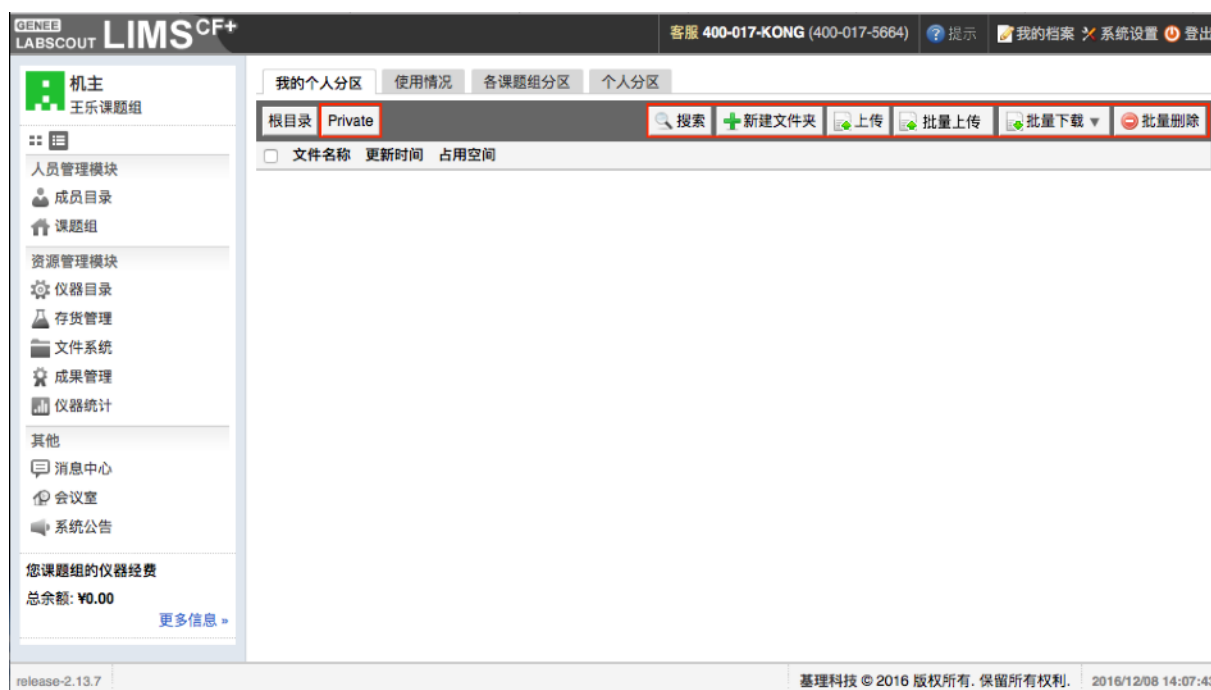 GENEE
LABSCOUT LIMS CF+
客服 400-017-KONG (400-017-5664) 提示 我的档案 系统设置 登出
机主
王乐课题组
我的个人分区 使用情况 各课题组分区 个人分区
根目录 Private 搜索 新建文件夹 上传 批量上传 批量下载 ▼ 批量删除
文件名称 更新时间 占用空间
人员管理模块
成员目录
课题组
资源管理模块
仪器目录
存货管理
文件系统
成果管理
仪器统计
其他
消息中心
会议室
系统公告
您课题组的仪器经费
总余额: ¥0.00
更多信息 »
release-2.13.7 基理科技 © 2016 版权所有. 保留所有权利. 2016/12/08 14:07:43